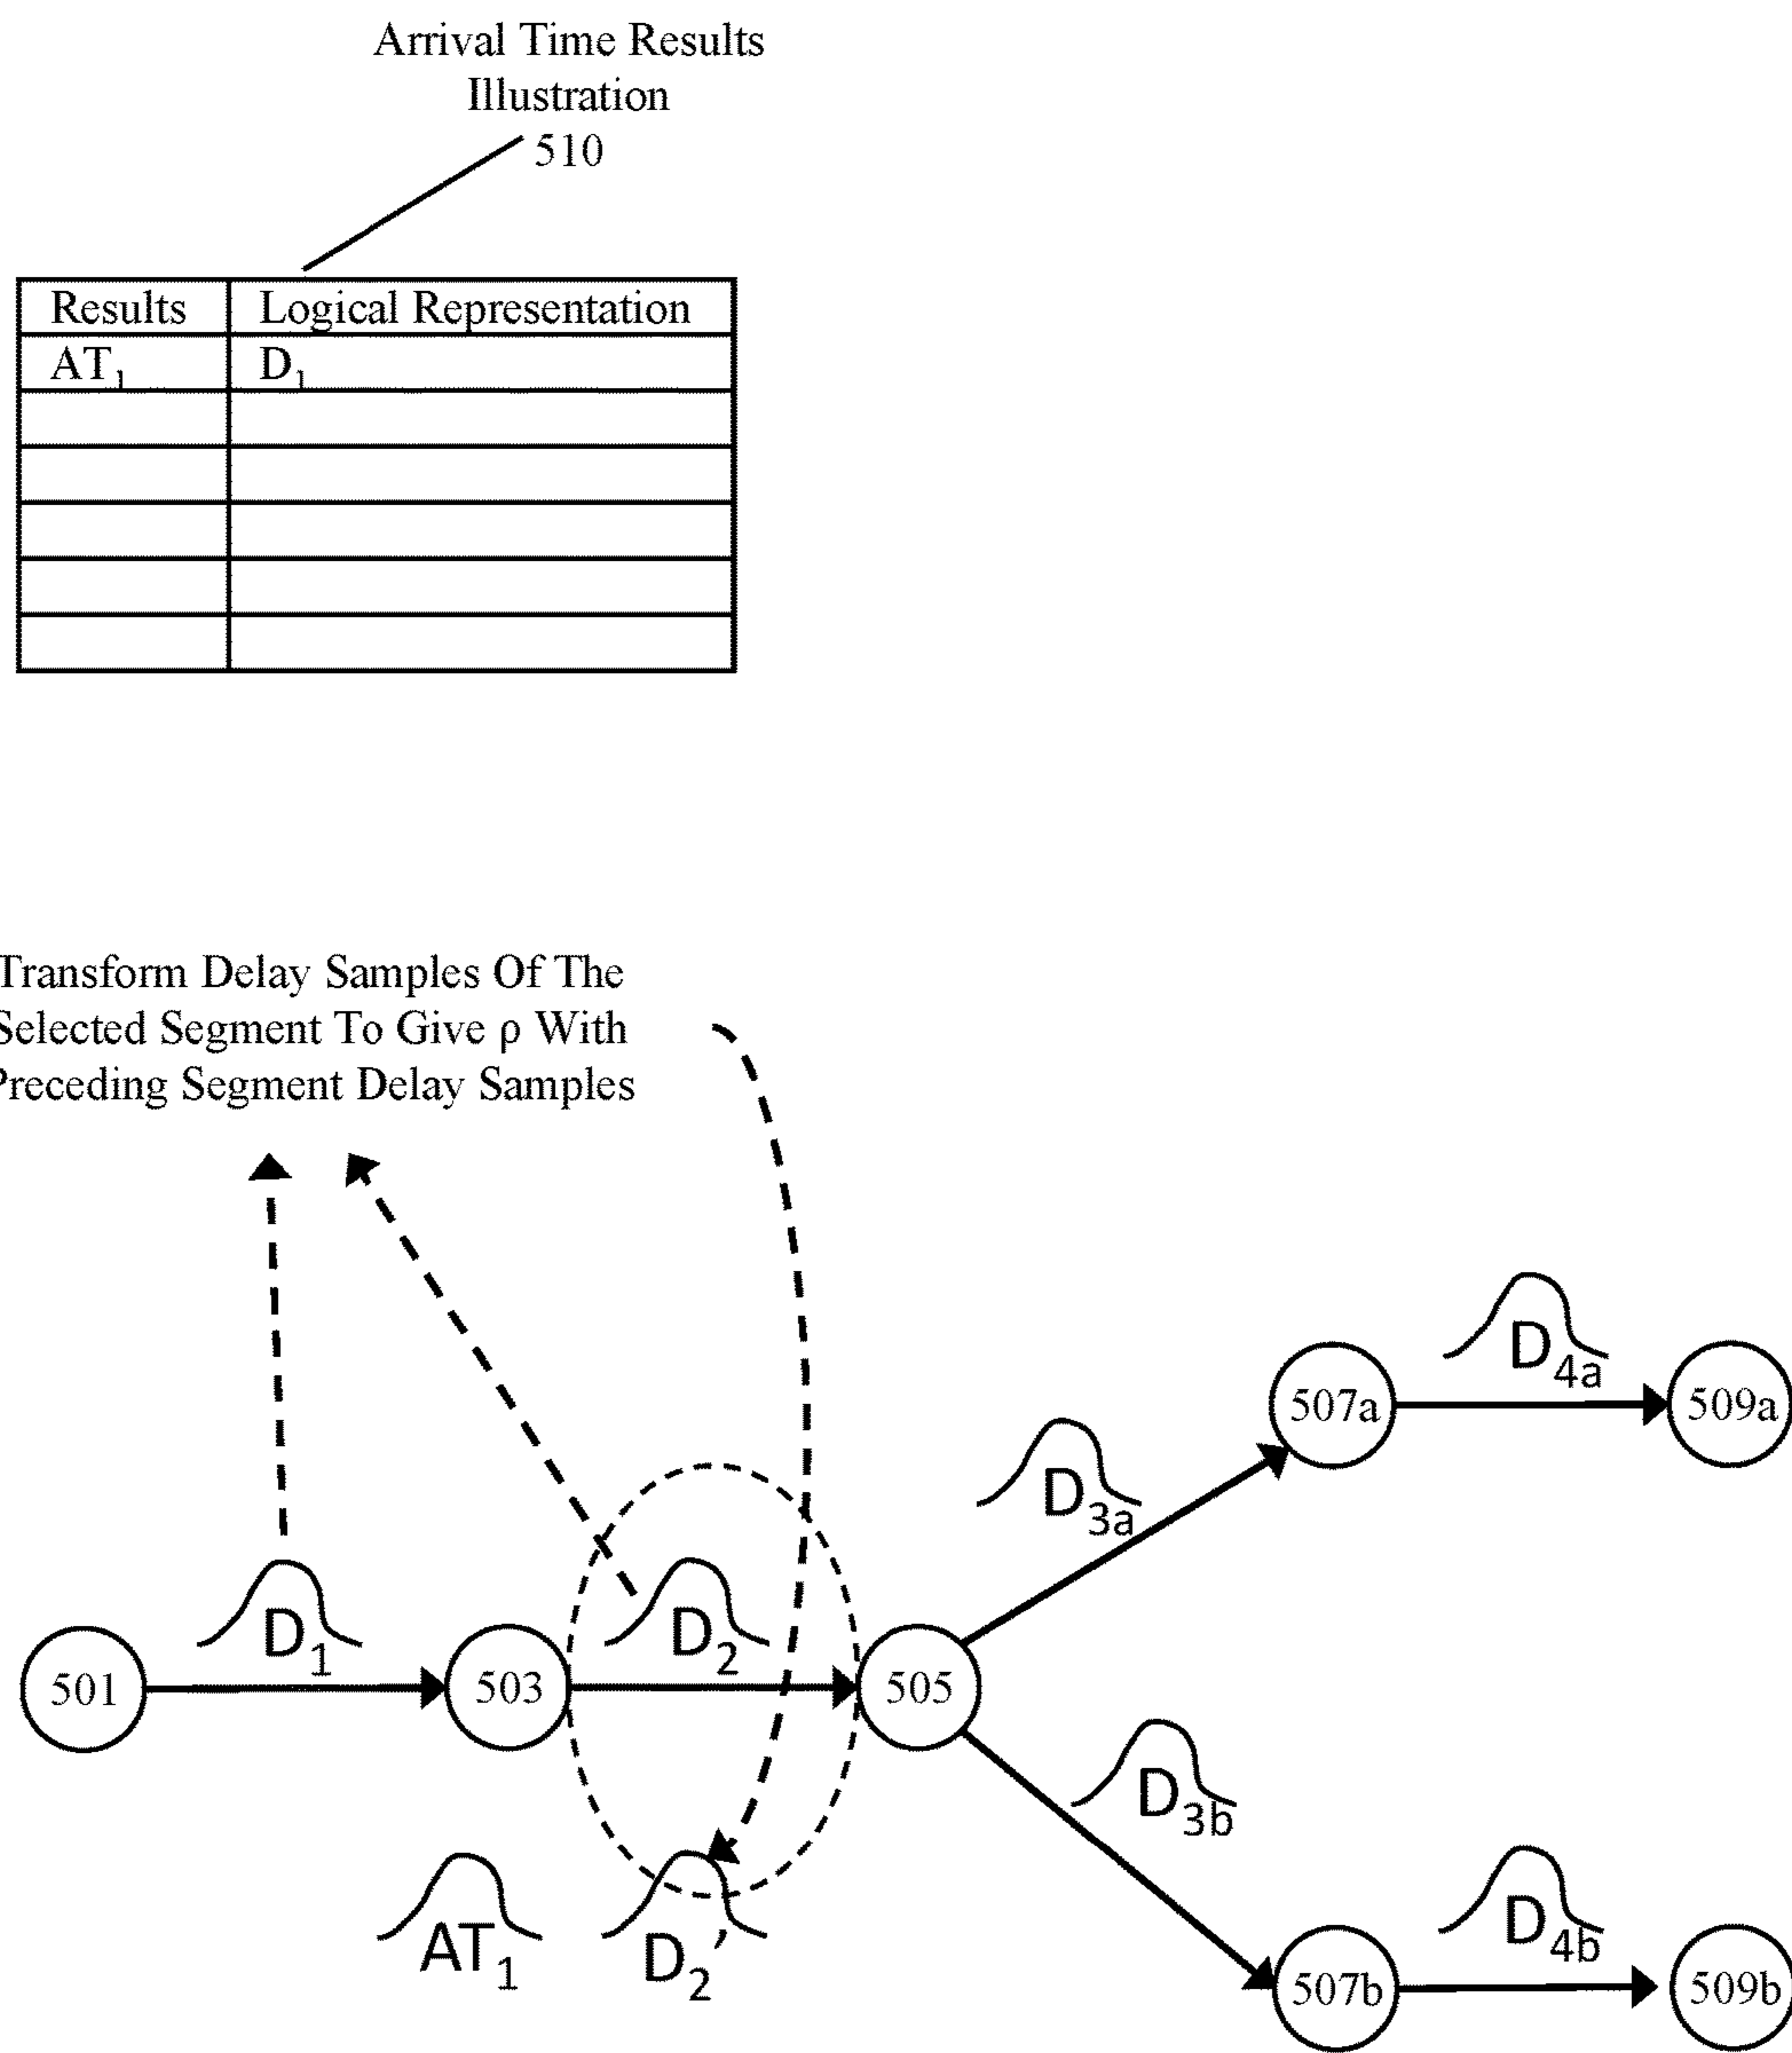 Arrival Time Results
Illustration
510
Results Logical Representation
AT1 D1
Transform Delay Samples Of The
Selected Segment To Give ρ With
Preceding Segment Delay Samples
D4a
507a 509a
D3a
D1 D2
501 503 505
D3b
AT1 D2’
D4b
507b 509b